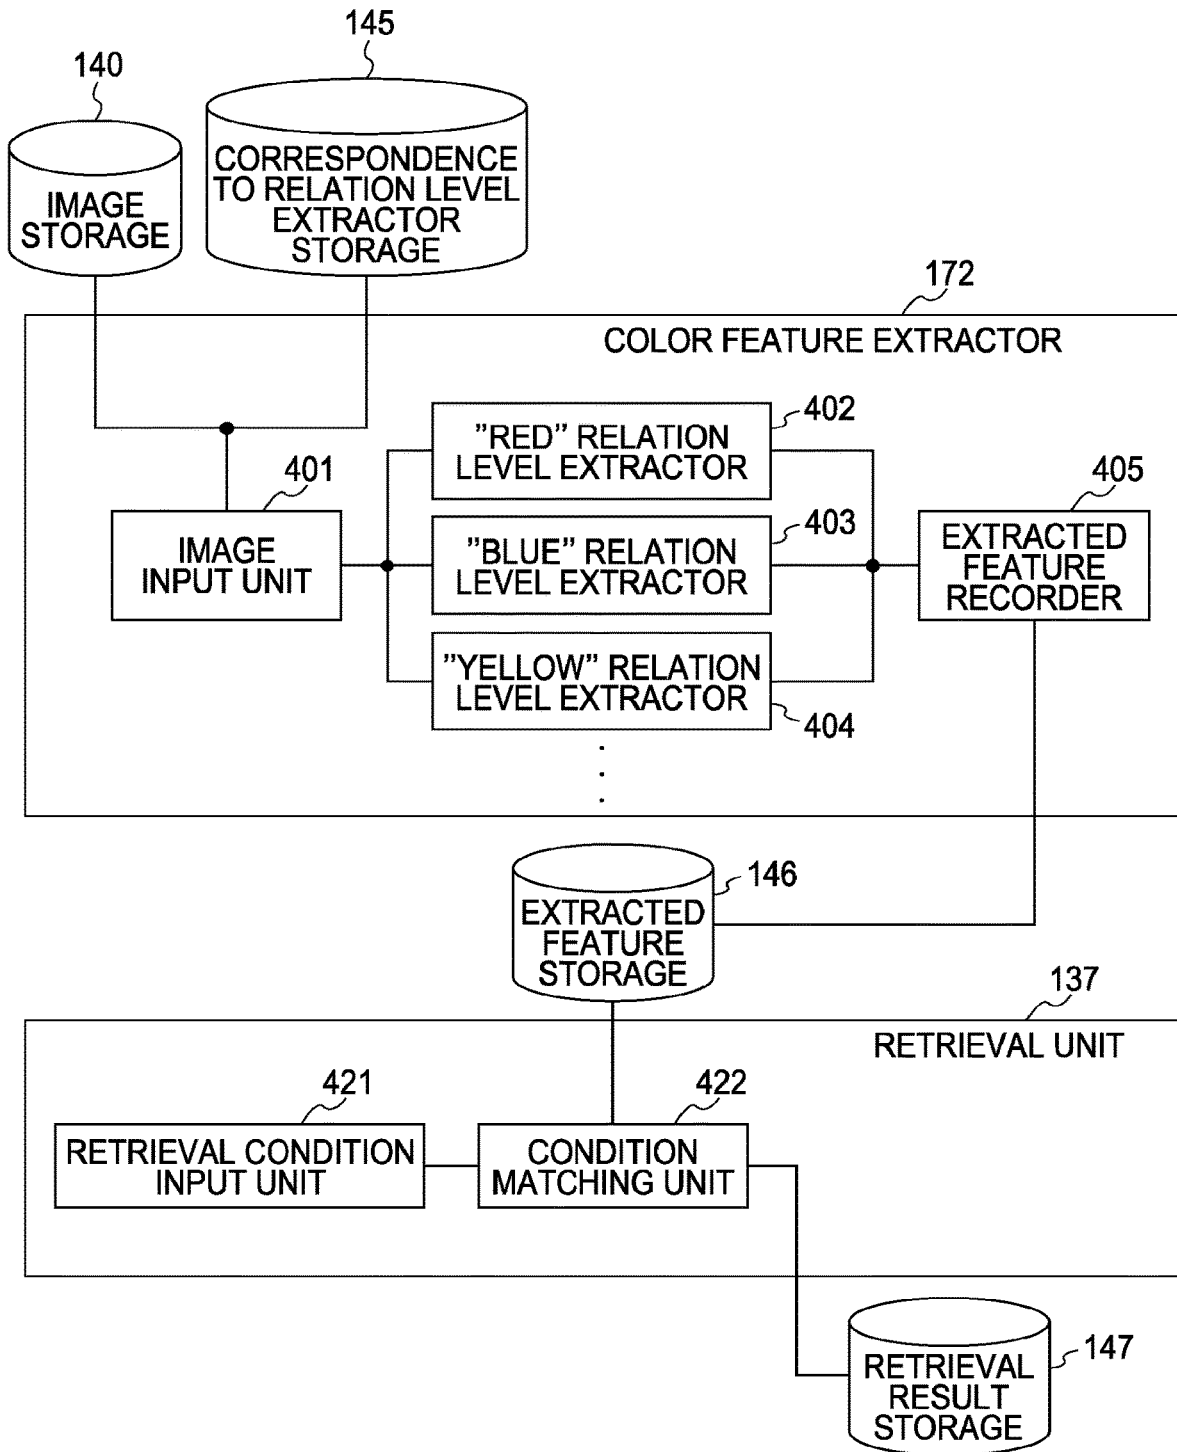 145
140
CORRESPONDENCE
TO RELATION LEVEL
EXTRACTOR
STORAGE
IMAGE
STORAGE
172
COLOR FEATURE EXTRACTOR
402
"RED" RELATION
LEVEL EXTRACTOR
401
IMAGE
INPUT UNIT
403
"BLUE" RELATION
LEVEL EXTRACTOR
405
EXTRACTED
FEATURE
RECORDER
"YELLOW" RELATION
LEVEL EXTRACTOR
404
146
EXTRACTED
FEATURE
STORAGE
137
RETRIEVAL UNIT
421
RETRIEVAL CONDITION
INPUT UNIT
422
CONDITION
MATCHING UNIT
147
RETRIEVAL
RESULT
STORAGE